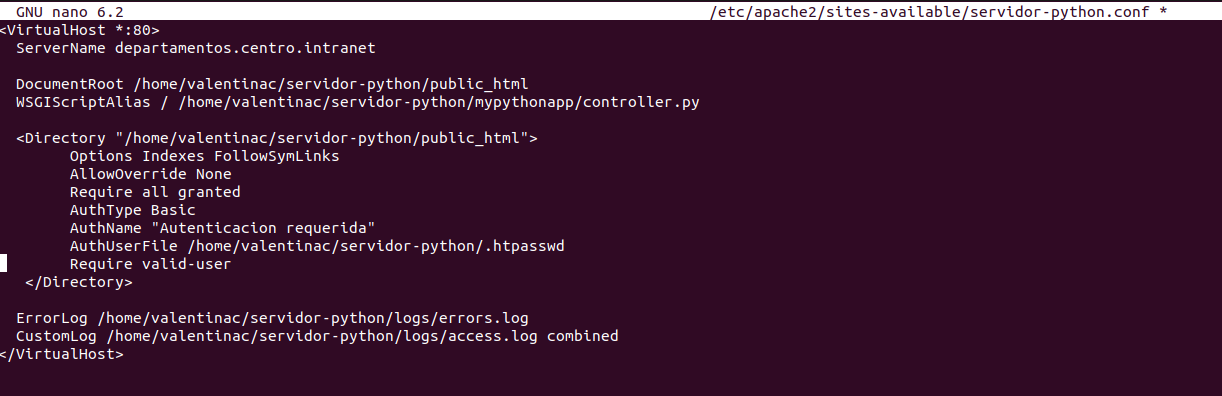 GNU nano 6.2 /etc/apache2/sites-available/servidor-python.conf *
<VirtualHost *:80>
ServerName departamentos.centro.intranet
DocumentRoot /home/valentinac/servidor-python/public_html
WSGIScriptAlias / /home/valentinac/servidor-python/mypythonapp/controller.py
<Directory "/home/valentinac/servidor-python/public_html">
Options Indexes FollowSymLinks
AllowOverride None
Require all granted
AuthType Basic
AuthName "Autenticacion requerida"
AuthUserFile /home/valentinac/servidor-python/.htpasswd
Require valid-user
</Directory>
ErrorLog /home/valentinac/servidor-python/logs/errors.log
CustomLog /home/valentinac/servidor-python/logs/access.log combined
</VirtualHost>